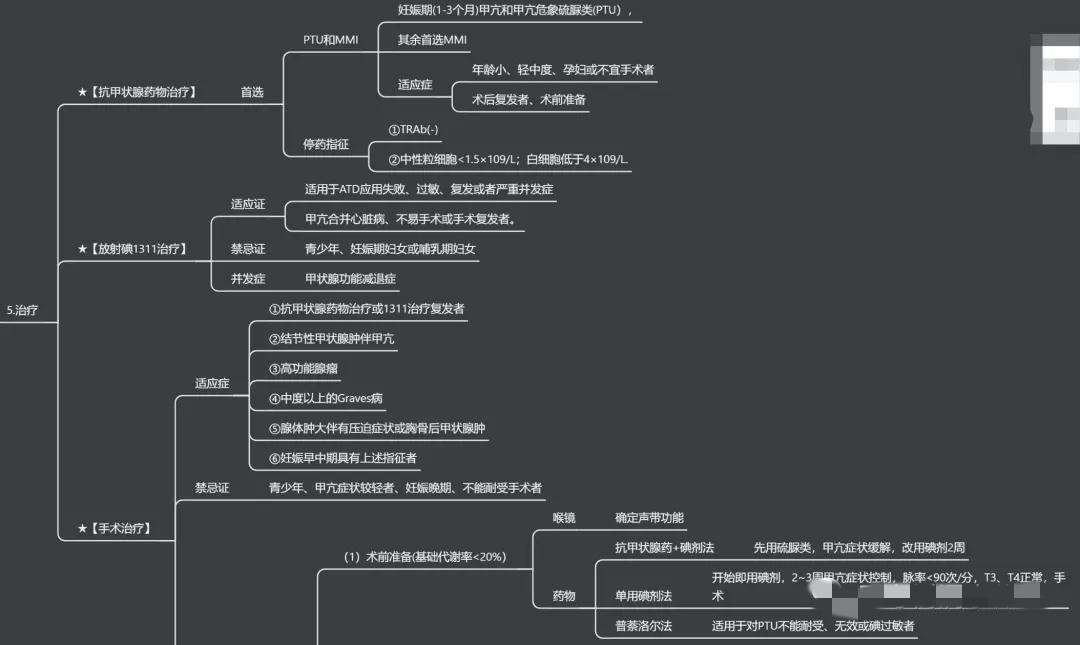 5.治疗
★【抗甲状腺药物治疗】
首选
PTU和MMI
妊娠期(1-3个月)甲亢和甲亢危象硫脲类(PTU），
其余首选MMI
适应症
年龄小、轻中度、孕妇或不宜手术者
术后复发者、术前准备
停药指征
①TRAb(-)
②中性粒细胞<1.5×109/L；白细胞低于4×109/L.
★【放射碘1311治疗】
适应证
适用于ATD应用失败、过敏、复发或者严重并发症
甲亢合并心脏病、不易手术或手术复发者。
禁忌证
青少年、妊娠期妇女或哺乳期妇女
并发症
甲状腺功能减退症
★【手术治疗】
适应症
①抗甲状腺药物治疗或1311治疗复发者
②结节性甲状腺肿伴甲亢
③高功能腺瘤
④中度以上的Graves病
⑤腺体肿大伴有压迫症状或胸骨后甲状腺肿
⑥妊娠早中期具有上述指征者
禁忌证
青少年、甲亢症状较轻者、妊娠晚期、不能耐受手术者
（1）术前准备(基础代谢率<20%)
喉镜
确定声带功能
药物
抗甲状腺药+碘剂法
先用硫脲类，甲亢症状缓解，改用碘剂2周
单用碘剂法
开始即用碘剂，2~3周甲亢症状控制，脉率<90次/分，T3、T4正常，手
术
普萘洛尔法
适用于对PTU不能耐受、无效或碘过敏者